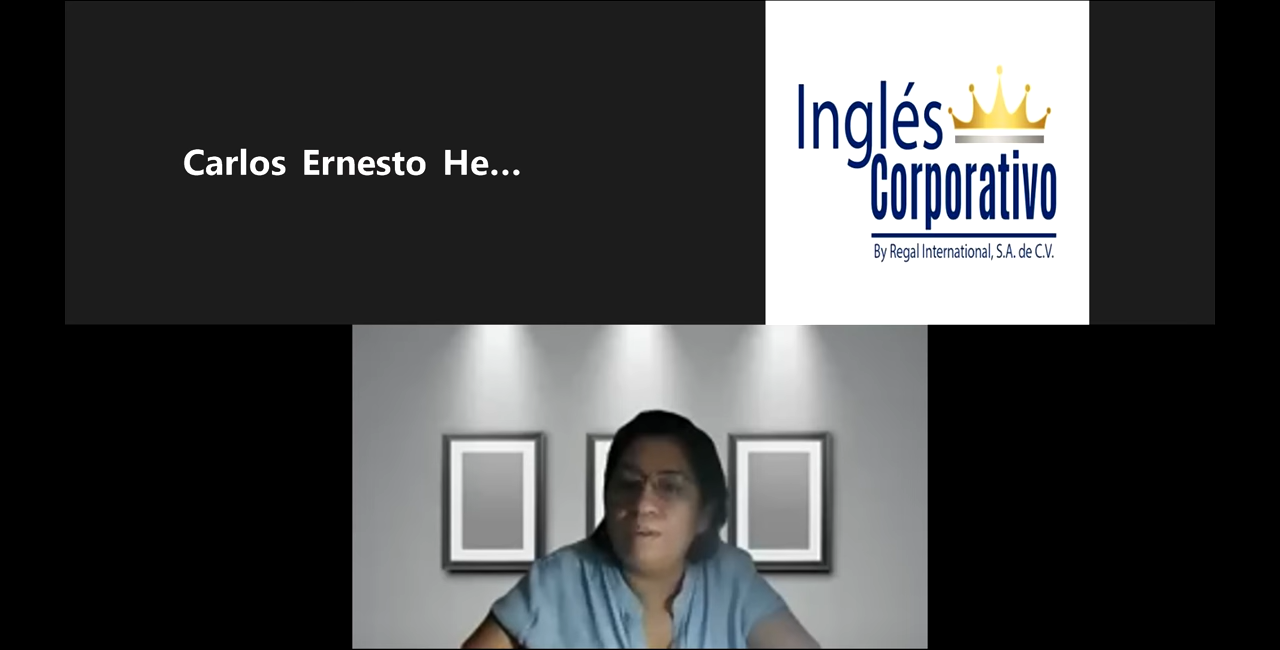 Carlos Ernesto He...
Inglés
Corporativo
By Regal International, S.A. de C.V.